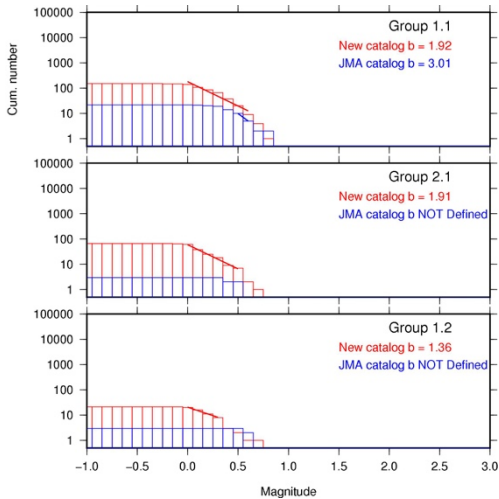 Group 1.1
New catalog b = 1.92
JMA catalog b = 3.01
100000
10000
1000
100
10
1
Cum. number
Group 2.1
New catalog b = 1.91
JMA catalog b NOT Defined
100000
10000
1000
100
10
1
Group 1.2
New catalog b = 1.36
JMA catalog b NOT Defined
100000
10000
1000
100
10
1
−1.0 −0.5 0.0 0.5 1.0 1.5 2.0 2.5 3.0
Magnitude